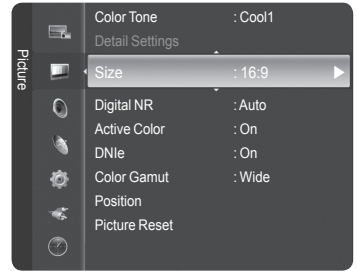 Picture
Color Tone : Cool1
Detail Settings
Size : 16:9
Digital NR : Auto
Active Color : On
DNIe : On
Color Gamut : Wide
Position
Picture Reset